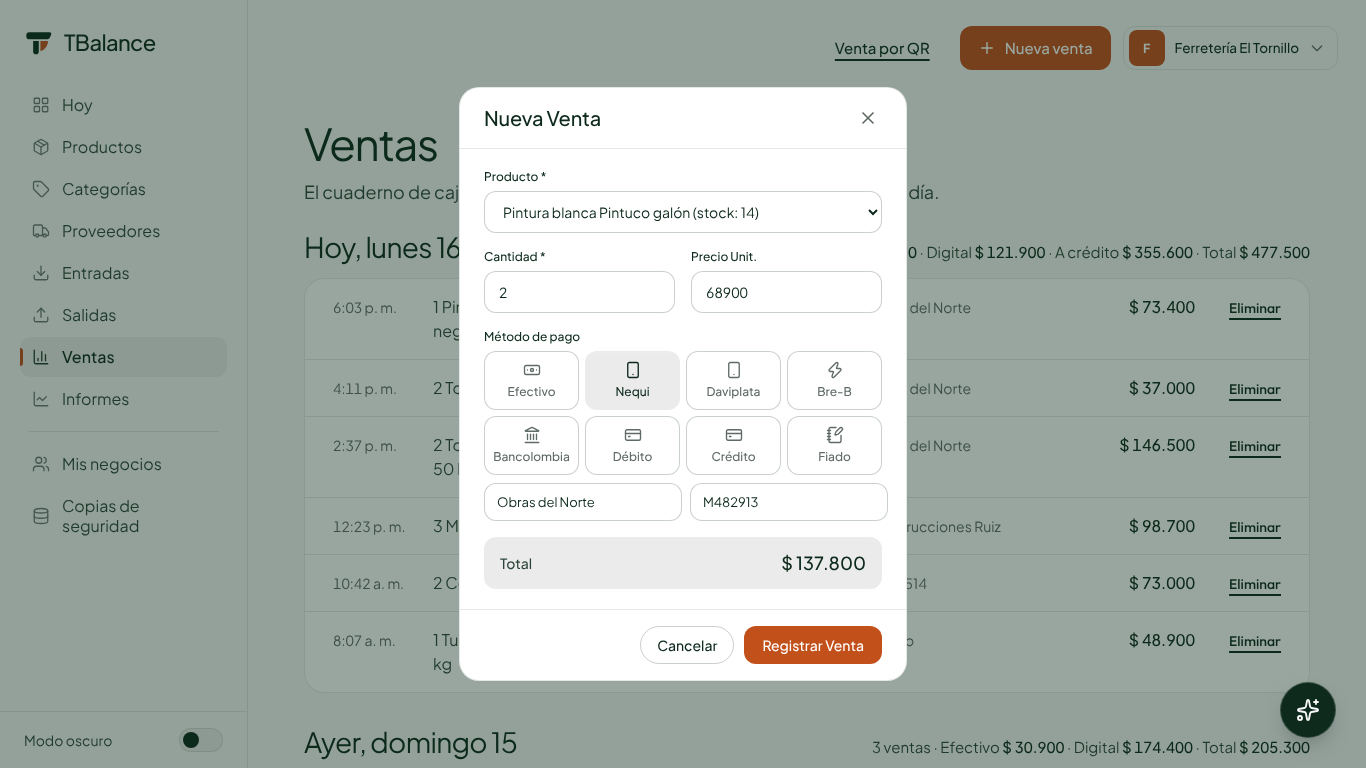 TBalance
Hoy
Productos
Categorías
Proveedores
Entradas
Salidas
Ventas
Informes
Mis negocios
Copias de
seguridad
Modo oscuro
Venta por QR
Nueva venta
F
Ferretería El Tornillo
Ventas
El cuaderno de
día.
Hoy, lunes 16
0 · Digital $ 121.900 · A crédito $ 355.600 · Total $ 477.500
6:03 p. m.
1
del Norte
$ 73.400
Eliminar
4:11 p. m.
2
del Norte
$ 37.000
Eliminar
2:37 p. m.
2
50
del Norte
$ 146.500
Eliminar
12:23 p. m.
3
Ruiz
$ 98.700
Eliminar
10:42 a. m.
2
514
$ 73.000
Eliminar
8:07 a. m.
1
kg
$ 48.900
Eliminar
Ayer, domingo 15
3 ventas · Efectivo $ 30.900 · Digital $ 174.400 · Total $ 205.300
Nueva Venta
Producto *
Pintura blanca Pintuco galón (stock: 14)
Cantidad *
Precio Unit.
2
68900
Método de pago
Efectivo
Nequi
Daviplata
Bre-B
Bancolombia
Débito
Crédito
Fiado
Obras del Norte
M482913
Total
$ 137.800
Cancelar
Registrar Venta